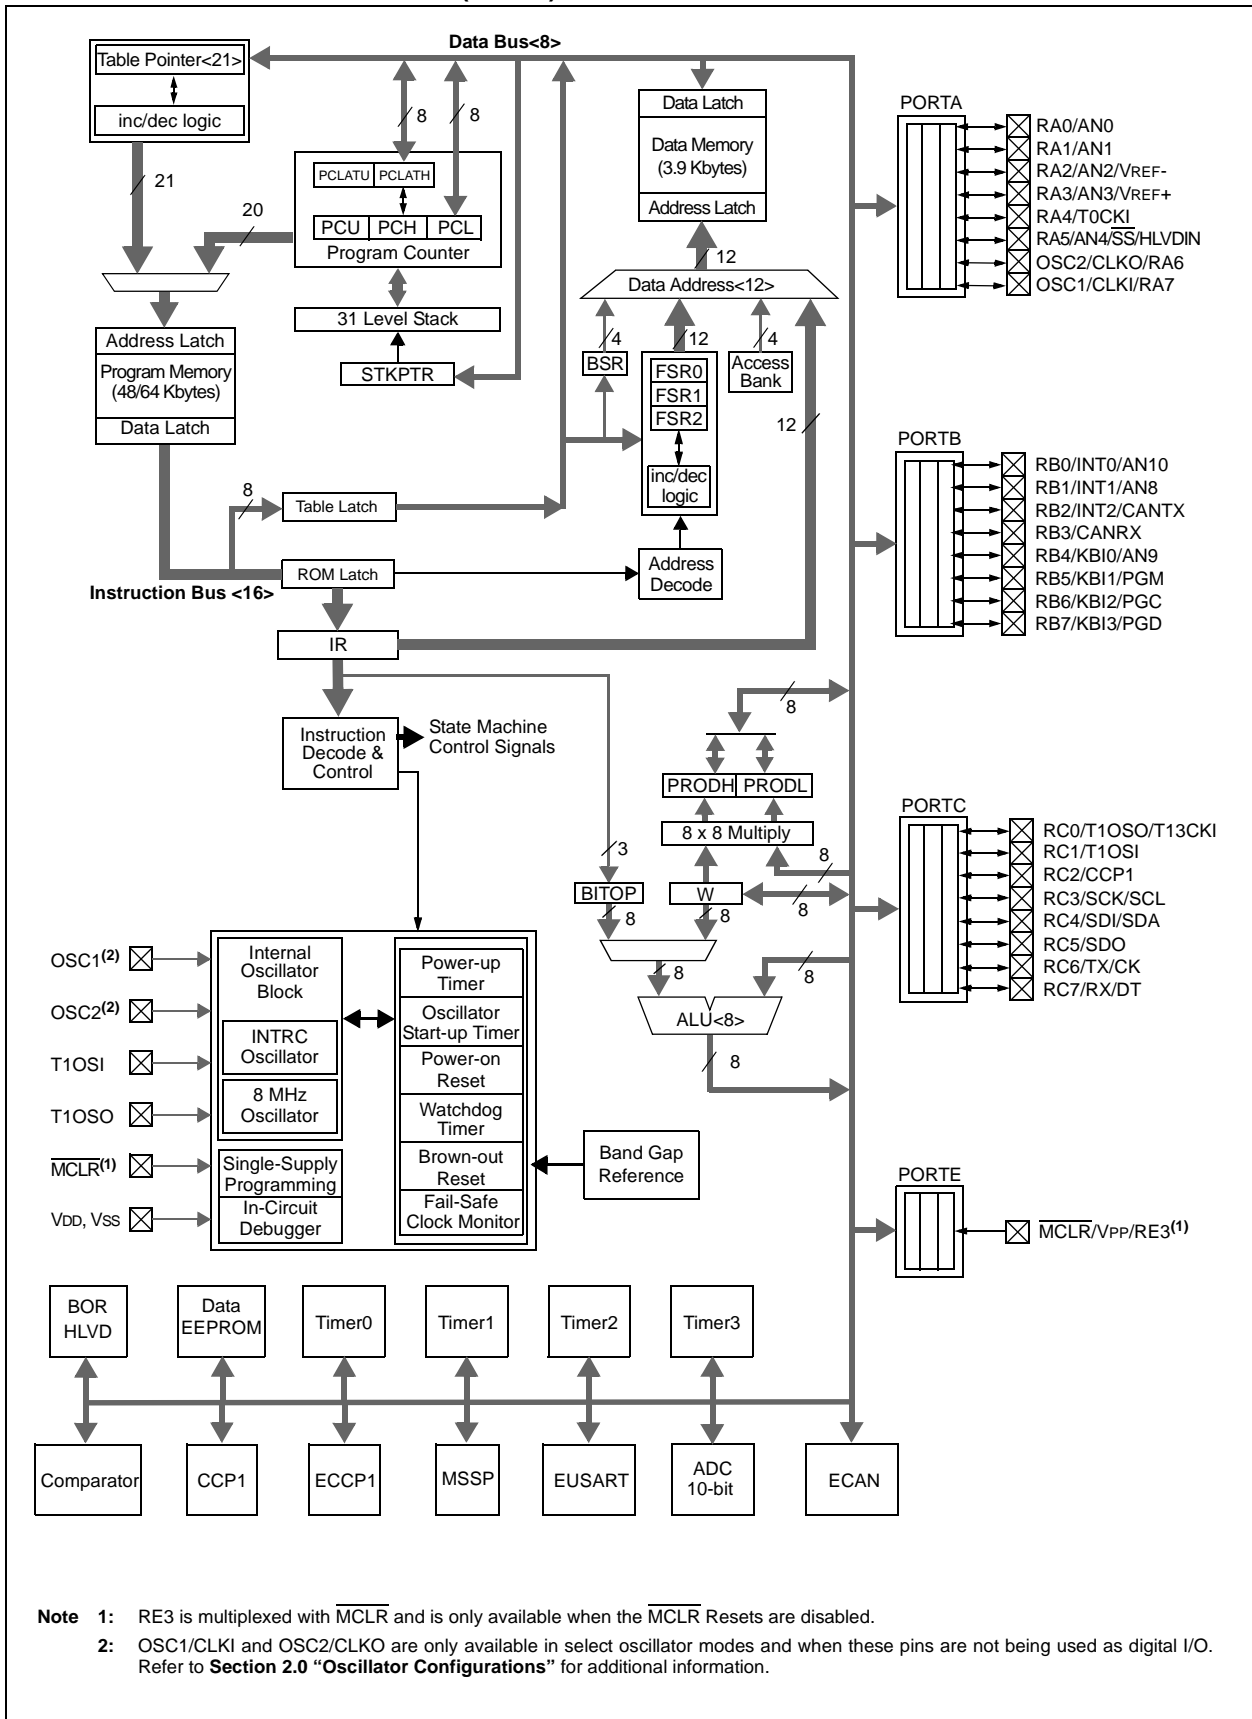 Data Bus<8>
Table Pointer<21>
inc/dec logic
21
20
8
8
PCLATU
PCLATH
PCU
PCH
PCL
Program Counter
31 Level Stack
STKPTR
Address Latch
Program Memory
(48/64 Kbytes)
Data Latch
Data Latch
Data Memory
(3.9 Kbytes)
Address Latch
12
Data Address<12>
4
12
4
BSR
FSR0
FSR1
FSR2
inc/dec
logic
Access
Bank
12
8
Table Latch
ROM Latch
Instruction Bus <16>
Address
Decode
IR
Instruction
Decode &
Control
State Machine
Control Signals
8
PRODH
PRODL
8 x 8 Multiply
3
8
BITOP
W
8
8
8
8
8
ALU<8>
8
OSC1(2)
OSC2(2)
T1OSI
T1OSO
MCLR(1)
VDD, VSS
Internal
Oscillator
Block
INTRC
Oscillator
8 MHz
Oscillator
Single-Supply
Programming
In-Circuit
Debugger
Power-up
Timer
Oscillator
Start-up Timer
Power-on
Reset
Watchdog
Timer
Brown-out
Reset
Fail-Safe
Clock Monitor
Band Gap
Reference
PORTA
RA0/AN0
RA1/AN1
RA2/AN2/VREF-
RA3/AN3/VREF+
RA4/T0CKI
RA5/AN4/SS/HLVDIN
OSC2/CLKO/RA6
OSC1/CLKI/RA7
PORTB
RB0/INT0/AN10
RB1/INT1/AN8
RB2/INT2/CANTX
RB3/CANRX
RB4/KBI0/AN9
RB5/KBI1/PGM
RB6/KBI2/PGC
RB7/KBI3/PGD
PORTC
RC0/T1OSO/T13CKI
RC1/T1OSI
RC2/CCP1
RC3/SCK/SCL
RC4/SDI/SDA
RC5/SDO
RC6/TX/CK
RC7/RX/DT
PORTE
MCLR/VPP/RE3(1)
BOR
HLVD
Data
EEPROM
Timer0
Timer1
Timer2
Timer3
Comparator
CCP1
ECCP1
MSSP
EUSART
ADC
10-bit
ECAN
Note 1: RE3 is multiplexed with MCLR and is only available when the MCLR Resets are disabled.
2: OSC1/CLKI and OSC2/CLKO are only available in select oscillator modes and when these pins are not being used as digital I/O.
Refer to Section 2.0 “Oscillator Configurations” for additional information.